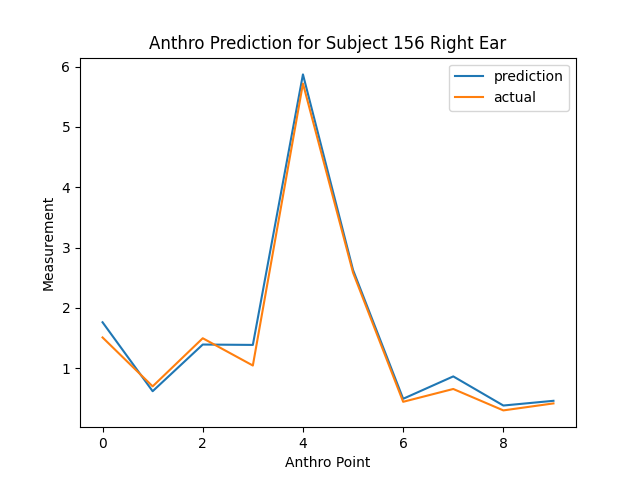 Anthro Prediction for Subject 156 Right Ear
prediction
actual
6
5
4
3
2
1
Measurement
0 2 4 6 8
Anthro Point